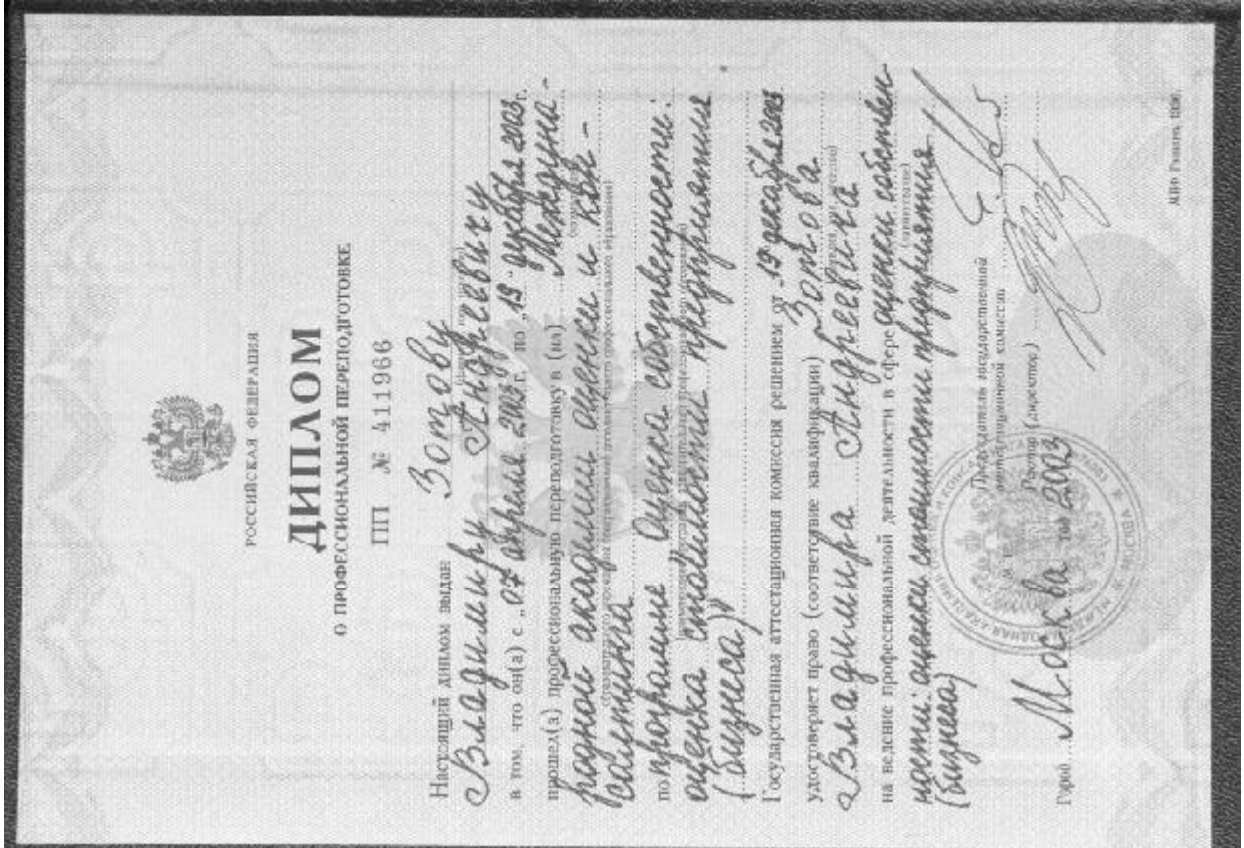 РОССИЙСКАЯ ФЕДЕРАЦИЯ
ДИПЛОМ
О ПРОФЕССИОНАЛЬНОЙ ПЕРЕПОДГОТОВКЕ
ПП № 411966
Настоящий диплом выдан Зотову
Владимиру Андреевичу
в том, что он(а) с „07" апреля 2003 г. по „19" декабря 2003 г.
прошел(а) профессиональную переподготовку в (на) Междуна-
родной академии оценки и кон-
салтинга
по программе Оценка собственности:
оценка стоимости предприятия
(бизнеса)
Государственная аттестационная комиссия решением от „19" декабря 2003
удостоверяет право (соответствие квалификации) Зотова
Владимира Андреевича
на ведение профессиональной деятельности в сфере оценки собствен-
ности: оценки стоимости предприятия
(бизнеса)
Председатель государственной
аттестационной комиссии
Ректор (директор)
Город Москва 2003
МОСКВА